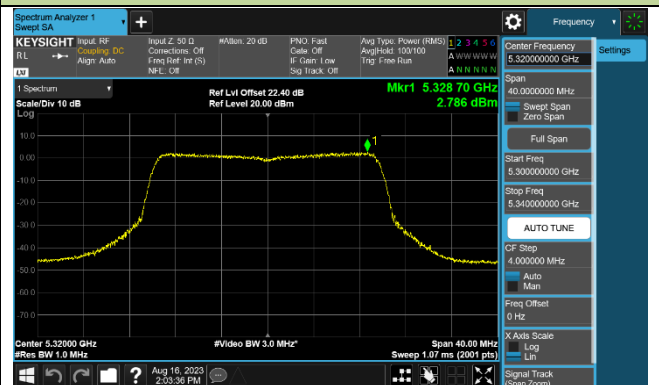 Spectrum Analyzer 1
Swept SA
Frequency
KEYSIGHT
RL
LXI
Input: RF
Coupling: DC
Align: Auto
Input Z: 50 Ω
Corrections: Off
Freq Ref: Int (S)
NFE: Off
#Atten: 20 dB
PNO: Fast
Gate: Off
IF Gain: Low
Sig Track: Off
Avg Type: Power (RMS)
Avg|Hold: 100/100
Trig: Free Run
1 2 3 4 5 6
A W W W W W
A N N N N N
Center Frequency
5.320000000 GHz
Settings
Span
40.0000000 MHz
Swept Span
Zero Span
Full Span
Start Freq
5.300000000 GHz
Stop Freq
5.340000000 GHz
AUTO TUNE
CF Step
4.000000 MHz
Auto
Man
Freq Offset
0 Hz
X Axis Scale
Log
Lin
Signal Track
(Span Zoom)
1 Spectrum
Scale/Div 10 dB
Log
Ref Lvl Offset 22.40 dB
Ref Level 20.00 dBm
Mkr1 5.328 70 GHz
2.786 dBm
1
10.0
0.00
-10.0
-20.0
-30.0
-40.0
-50.0
-60.0
-70.0
Center 5.32000 GHz
#Res BW 1.0 MHz
#Video BW 3.0 MHz*
Span 40.00 MHz
Sweep 1.07 ms (2001 pts)
?
Aug 16, 2023
2:03:36 PM